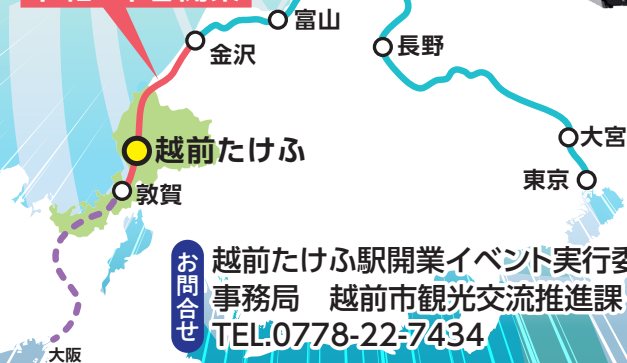 富山
金沢
長野
越前たけふ
大宮
東京
敦賀
お問合せ
越前たけふ駅開業イベント実行委
事務局 越前市観光交流推進課
TEL.0778-22-7434
大阪